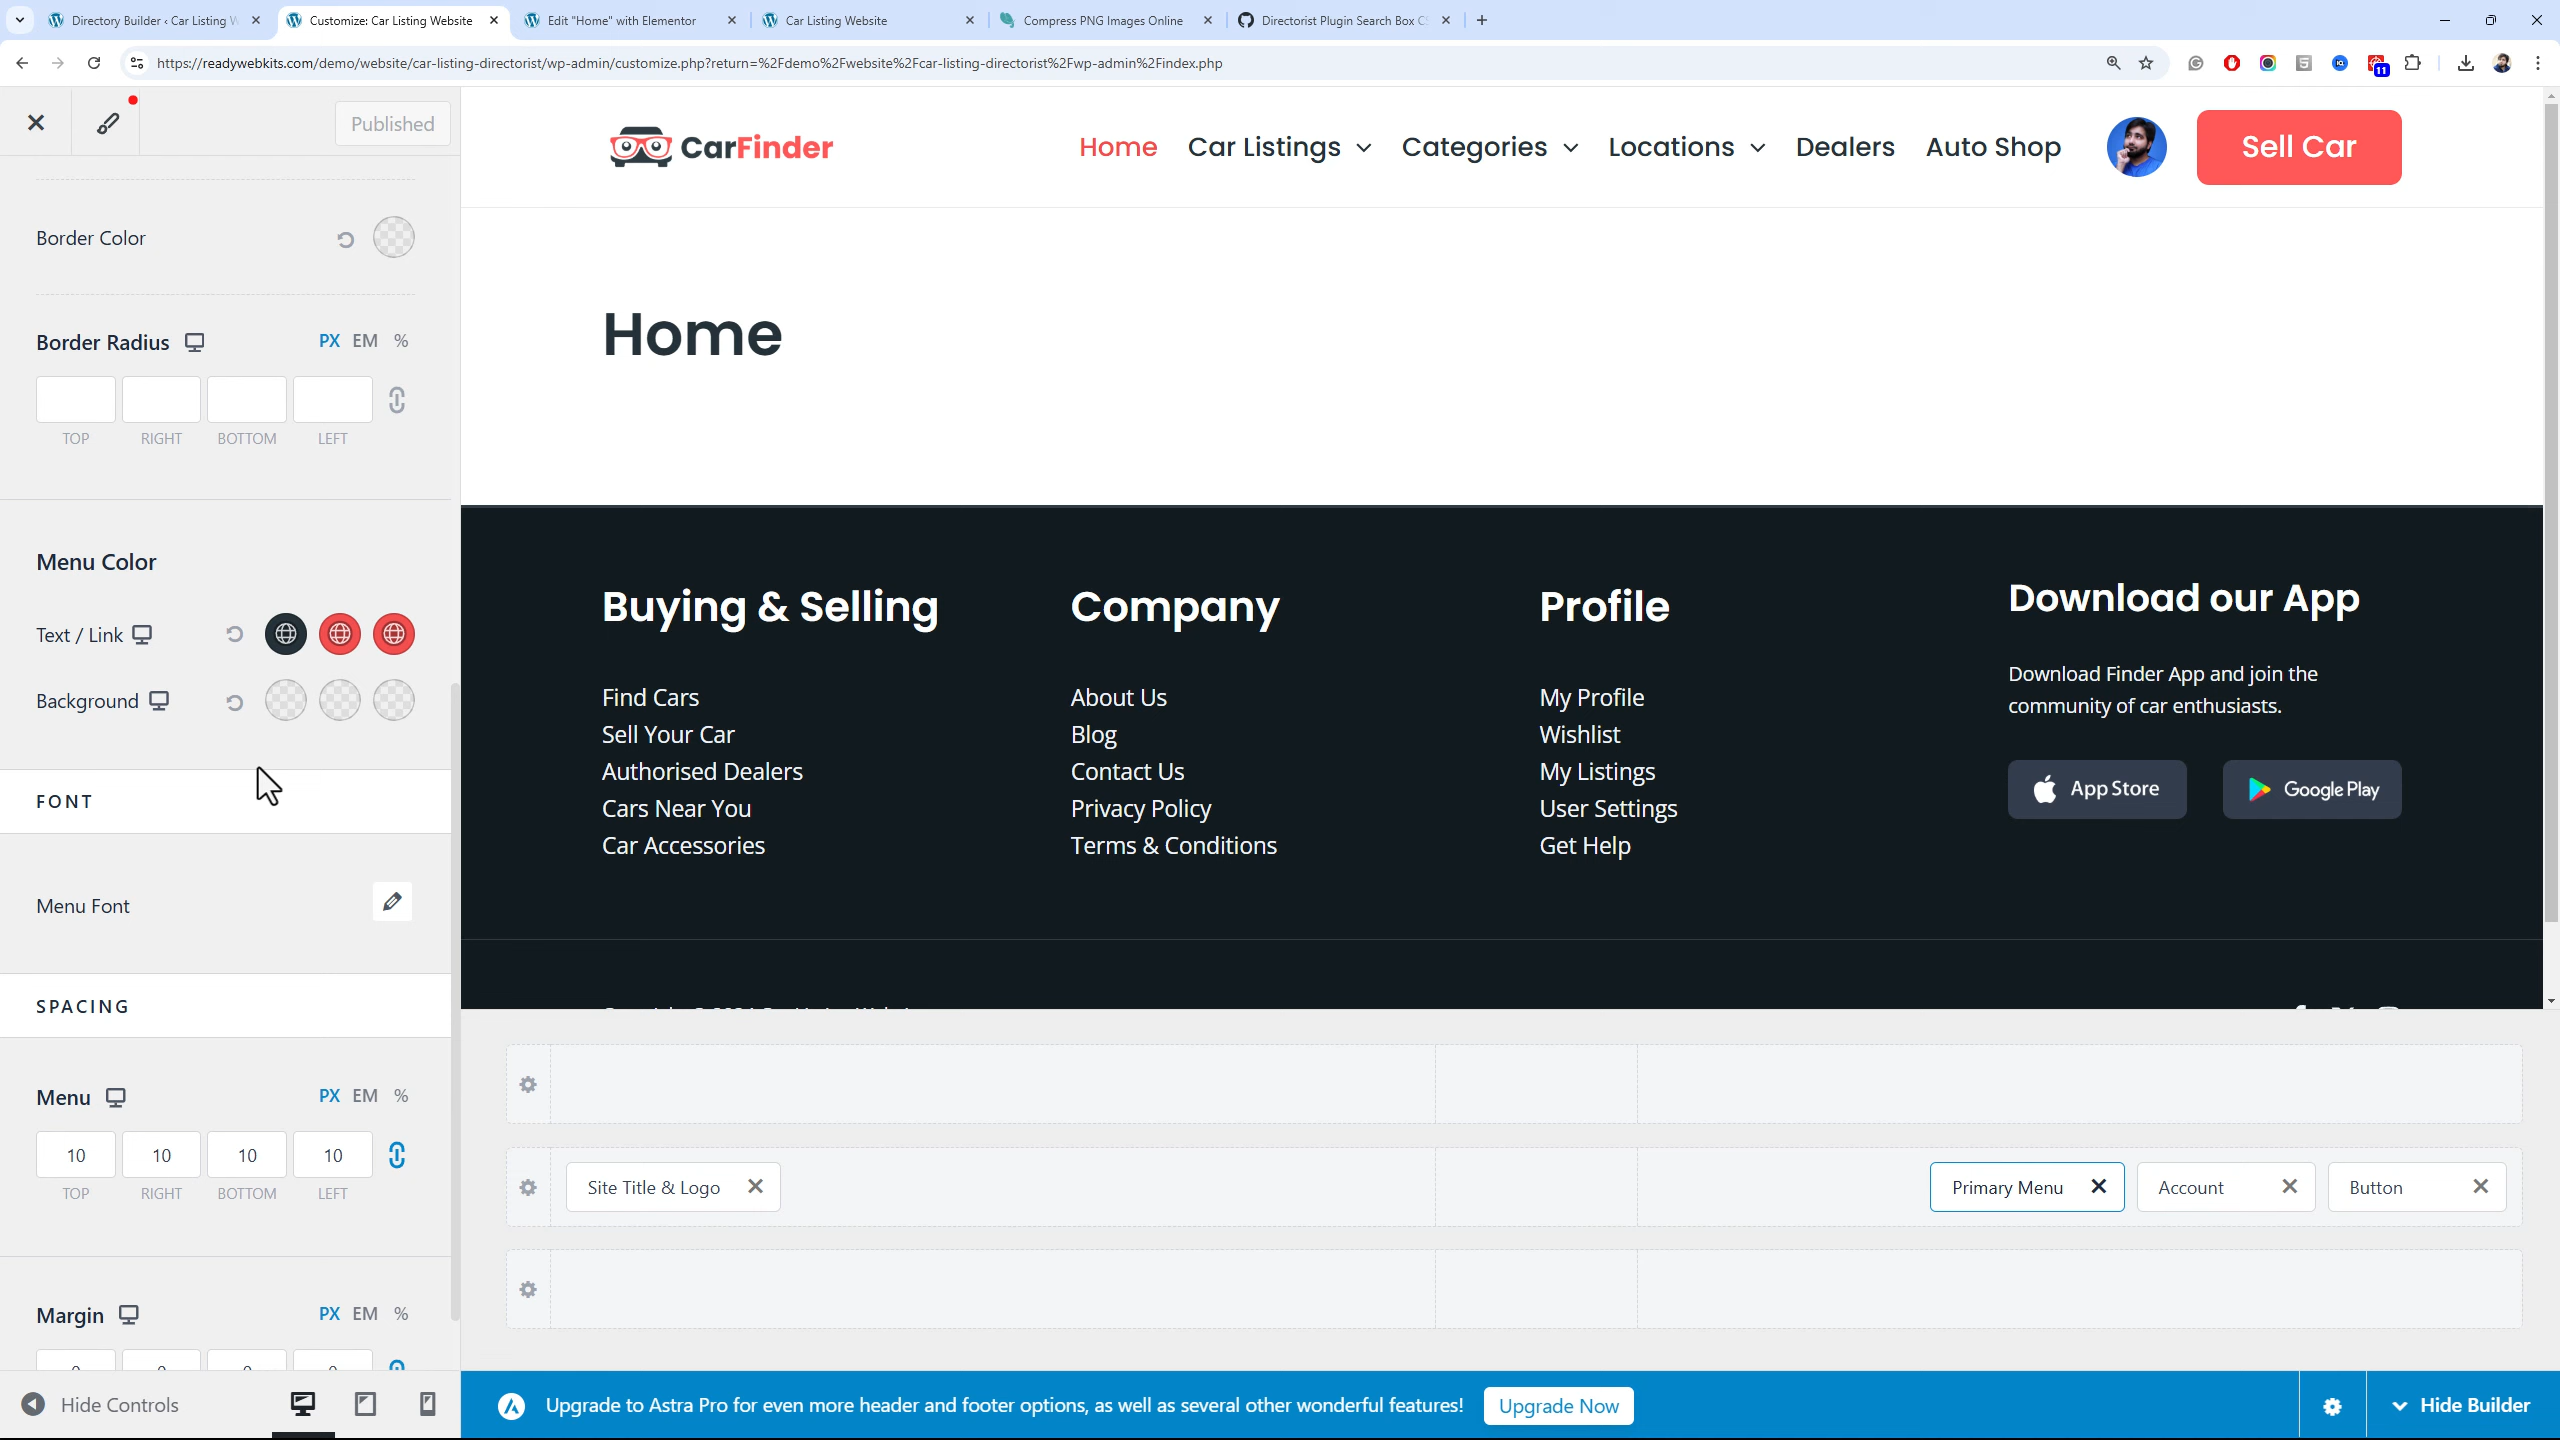 Directory Builder ‹ Car Listing W
Customize: Car Listing Website
Edit "Home" with Elementor
Car Listing Website
Compress PNG Images Online
Directorist Plugin Search Box C
https://readywebkits.com/demo/website/car-listing-directorist/wp-admin/customize.php?return=%2Fdemo%2Fwebsite%2Fcar-listing-directorist%2Fwp-admin%2Findex.php
11
Published
CarFinder
Home
Car Listings
Categories
Locations
Dealers
Auto Shop
Sell Car
Border Color
Border Radius
PX EM %
TOP RIGHT BOTTOM LEFT
Menu Color
Text / Link
Background
FONT
Menu Font
SPACING
Menu
PX EM %
10 10 10 10
TOP RIGHT BOTTOM LEFT
Margin
PX EM %
Hide Controls
Home
Buying & Selling
Find Cars
Sell Your Car
Authorised Dealers
Cars Near You
Car Accessories
Company
About Us
Blog
Contact Us
Privacy Policy
Terms & Conditions
Profile
My Profile
Wishlist
My Listings
User Settings
Get Help
Download our App
Download Finder App and join the
community of car enthusiasts.
App Store
Google Play
Site Title & Logo
Primary Menu
Account
Button
Upgrade to Astra Pro for even more header and footer options, as well as several other wonderful features!
Upgrade Now
Hide Builder